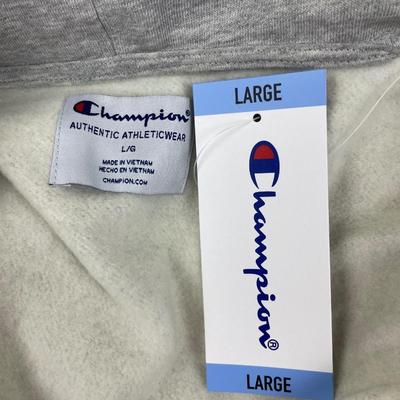 Champion®
AUTHENTIC ATHLETICWEAR
L/G
MADE IN VIETNAM
HECHO EN VIETNAM
CHAMPION.COM
LARGE
Champion®
LARGE